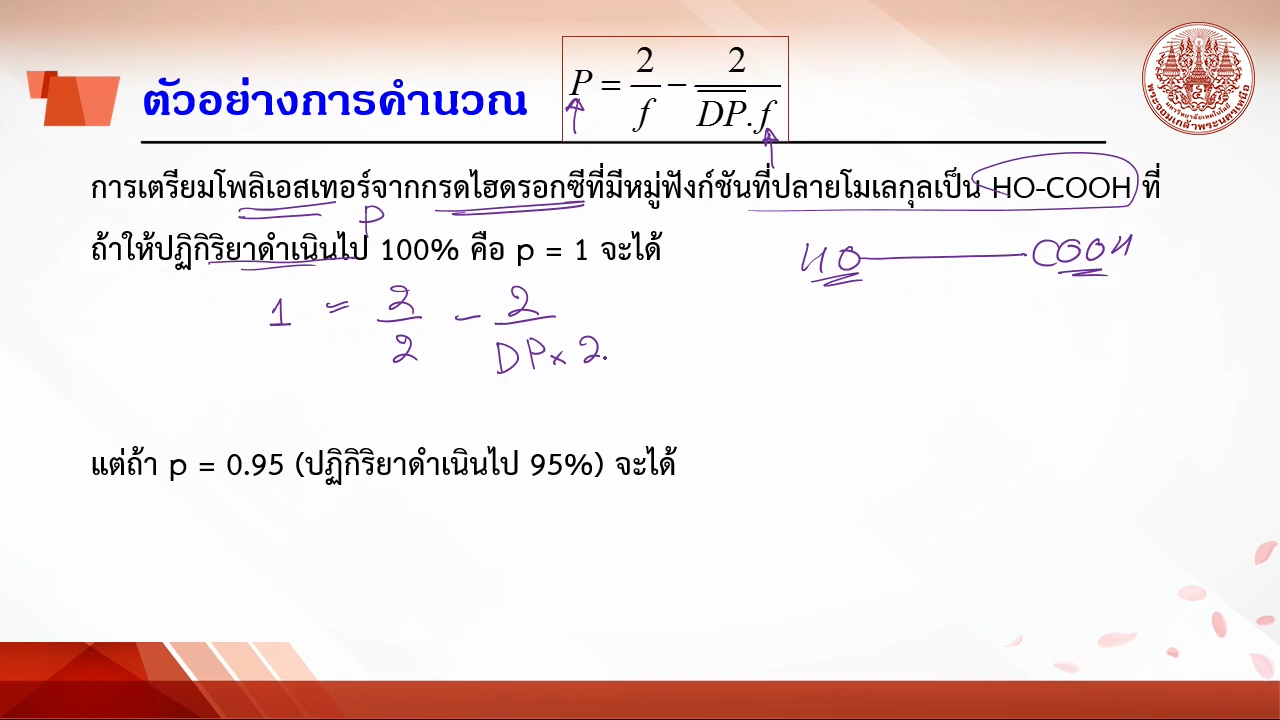 ตัวอย่างการคำนวณ
P = 2/f − 2/DP.f
การเตรียมโพลิเอสเทอร์จากกรดไฮดรอกซีที่มีหมู่ฟังก์ชันที่ปลายโมเลกุลเป็น HO-COOH ที่
p
ถ้าให้ปฏิกิริยาดำเนินไป 100% คือ p = 1 จะได้
HO COOH
1 = 2/2 − 2/DP x 2.
แต่ถ้า p = 0.95 (ปฏิกิริยาดำเนินไป 95%) จะได้